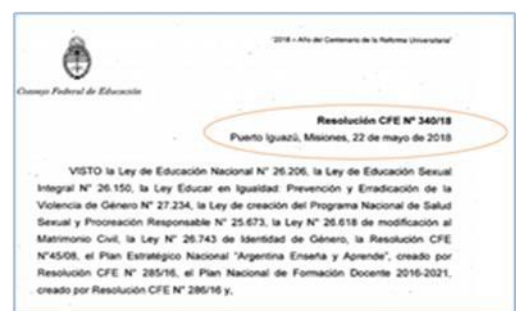 "2018 – Año del Centenario de la Reforma Universitaria"
Consejo Federal de Educación
Resolución CFE Nº 340/18
Puerto Iguazú, Misiones, 22 de mayo de 2018
VISTO la Ley de Educación Nacional N° 26.206, la Ley de Educación Sexual
Integral N° 26.150, la Ley Educar en Igualdad: Prevención y Erradicación de la
Violencia de Género N° 27.234, la Ley de creación del Programa Nacional de Salud
Sexual y Procreación Responsable N° 25.673, la Ley N° 26.618 de modificación al
Matrimonio Civil, la Ley N° 26.743 de Identidad de Género, la Resolución CFE
N°45/08, el Plan Estratégico Nacional "Argentina Enseña y Aprende", creado por
Resolución CFE N° 285/16, el Plan Nacional de Formación Docente 2016-2021,
creado por Resolución CFE N° 286/16 y,